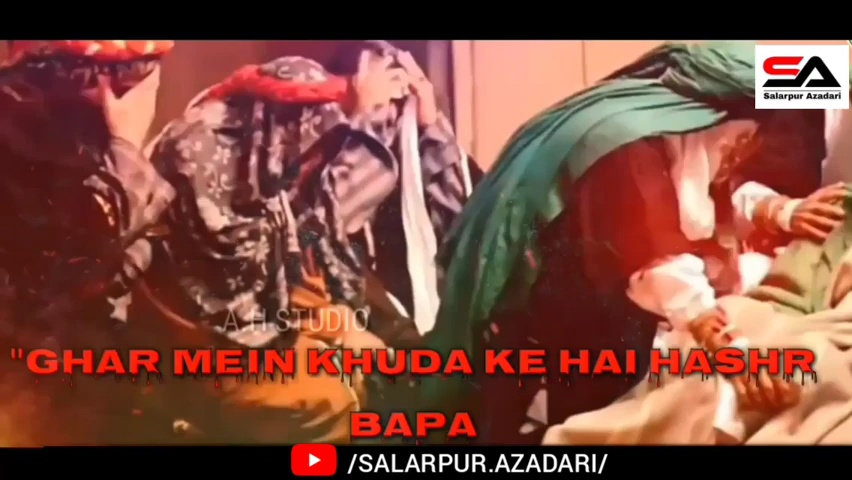 SA
Salarpur Azadari
A.H STUDIO
"GHAR MEIN KHUDA KE HAI HASHR
BAPA
/SALARPUR.AZADARI/